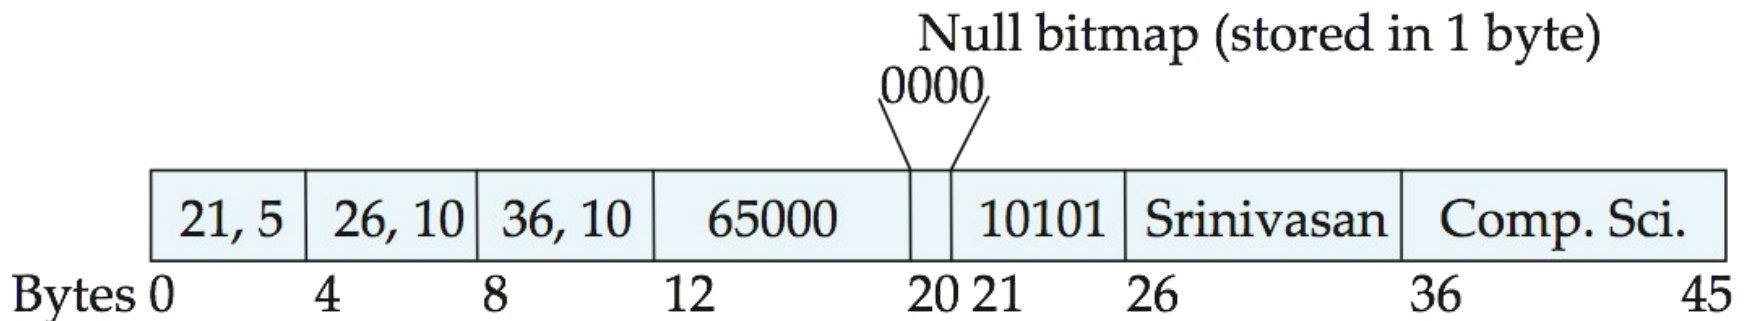 Null bitmap (stored in 1 byte)
0000
21, 5 26, 10 36, 10 65000 10101 Srinivasan Comp. Sci.
Bytes 0 4 8 12 20 21 26 36 45